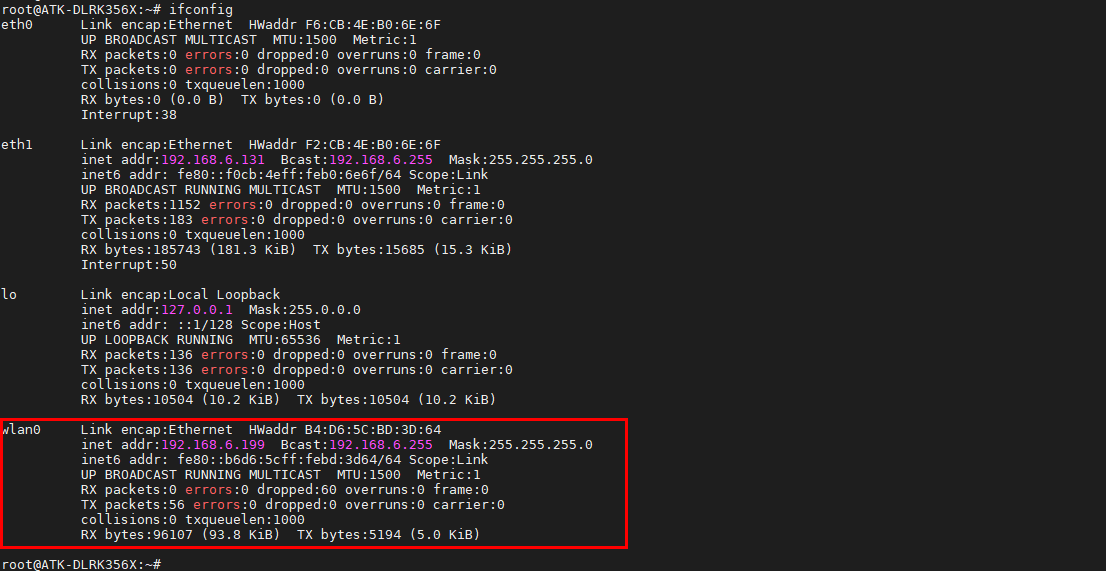 root@ATK-DLRK356X:~# ifconfig
eth0      Link encap:Ethernet  HWaddr F6:CB:4E:B0:6E:6F
          UP BROADCAST MULTICAST  MTU:1500  Metric:1
          RX packets:0 errors:0 dropped:0 overruns:0 frame:0
          TX packets:0 errors:0 dropped:0 overruns:0 carrier:0
          collisions:0 txqueuelen:1000
          RX bytes:0 (0.0 B)  TX bytes:0 (0.0 B)
          Interrupt:38
eth1      Link encap:Ethernet  HWaddr F2:CB:4E:B0:6E:6F
          inet addr:192.168.6.131  Bcast:192.168.6.255  Mask:255.255.255.0
          inet6 addr: fe80::f0cb:4eff:feb0:6e6f/64 Scope:Link
          UP BROADCAST RUNNING MULTICAST  MTU:1500  Metric:1
          RX packets:1152 errors:0 dropped:0 overruns:0 frame:0
          TX packets:183 errors:0 dropped:0 overruns:0 carrier:0
          collisions:0 txqueuelen:1000
          RX bytes:185743 (181.3 KiB)  TX bytes:15685 (15.3 KiB)
          Interrupt:50
lo        Link encap:Local Loopback
          inet addr:127.0.0.1  Mask:255.0.0.0
          inet6 addr: ::1/128 Scope:Host
          UP LOOPBACK RUNNING  MTU:65536  Metric:1
          RX packets:136 errors:0 dropped:0 overruns:0 frame:0
          TX packets:136 errors:0 dropped:0 overruns:0 carrier:0
          collisions:0 txqueuelen:1000
          RX bytes:10504 (10.2 KiB)  TX bytes:10504 (10.2 KiB)
wlan0     Link encap:Ethernet  HWaddr B4:D6:5C:BD:3D:64
          inet addr:192.168.6.199  Bcast:192.168.6.255  Mask:255.255.255.0
          inet6 addr: fe80::b6d6:5cff:febd:3d64/64 Scope:Link
          UP BROADCAST RUNNING MULTICAST  MTU:1500  Metric:1
          RX packets:0 errors:0 dropped:60 overruns:0 frame:0
          TX packets:56 errors:0 dropped:0 overruns:0 carrier:0
          collisions:0 txqueuelen:1000
          RX bytes:96107 (93.8 KiB)  TX bytes:5194 (5.0 KiB)
root@ATK-DLRK356X:~#